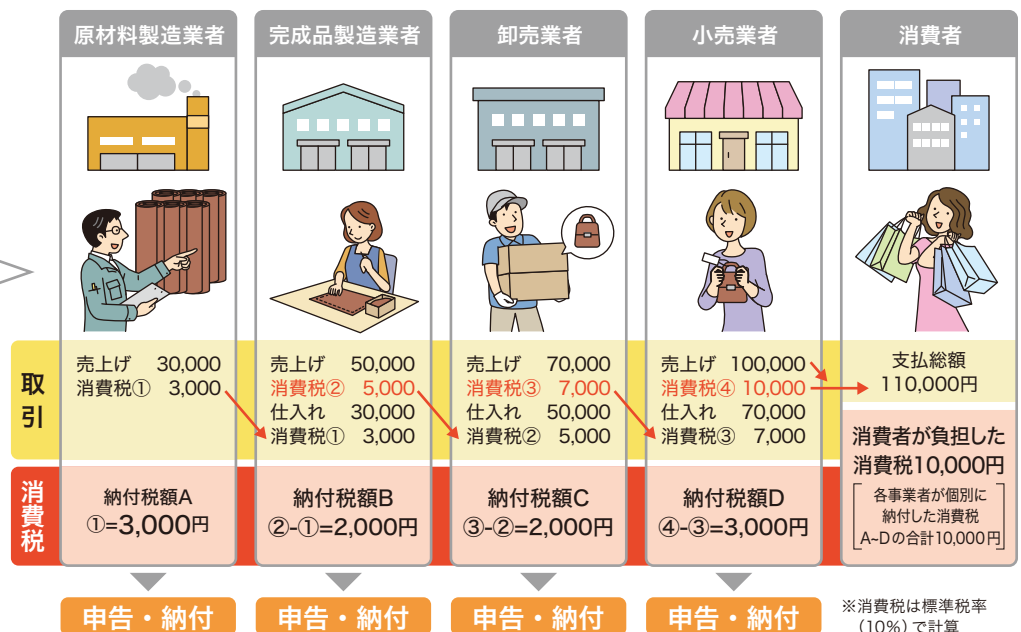 原材料製造業者
完成品製造業者
卸売業者
小売業者
消費者
取引
売上げ 30,000
消費税① 3,000
売上げ 50,000
消費税② 5,000
仕入れ 30,000
消費税① 3,000
売上げ 70,000
消費税③ 7,000
仕入れ 50,000
消費税② 5,000
売上げ 100,000
消費税④ 10,000
仕入れ 70,000
消費税③ 7,000
支払総額
110,000円
消費者が負担した
消費税10,000円
各事業者が個別に
納付した消費税
A~Dの合計10,000円
消費税
納付税額A
①=3,000円
納付税額B
②-①=2,000円
納付税額C
③-②=2,000円
納付税額D
④-③=3,000円
申告・納付
申告・納付
申告・納付
申告・納付
※消費税は標準税率
(10%)で計算